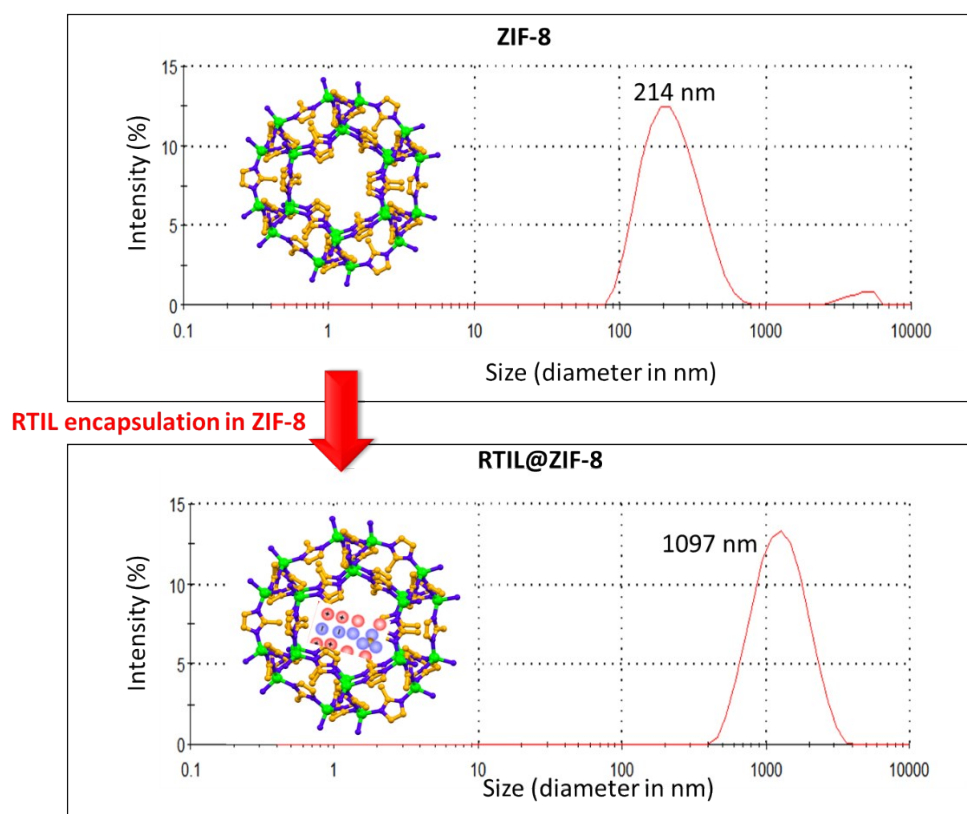 ZIF-8
15
10
5
0
Intensity (%)
214 nm
0.1 1 10 100 1000 10000
Size (diameter in nm)
RTIL encapsulation in ZIF-8
RTIL@ZIF-8
15
10
5
0
Intensity (%)
1097 nm
0.1 1 10 100 1000 10000
Size (diameter in nm)